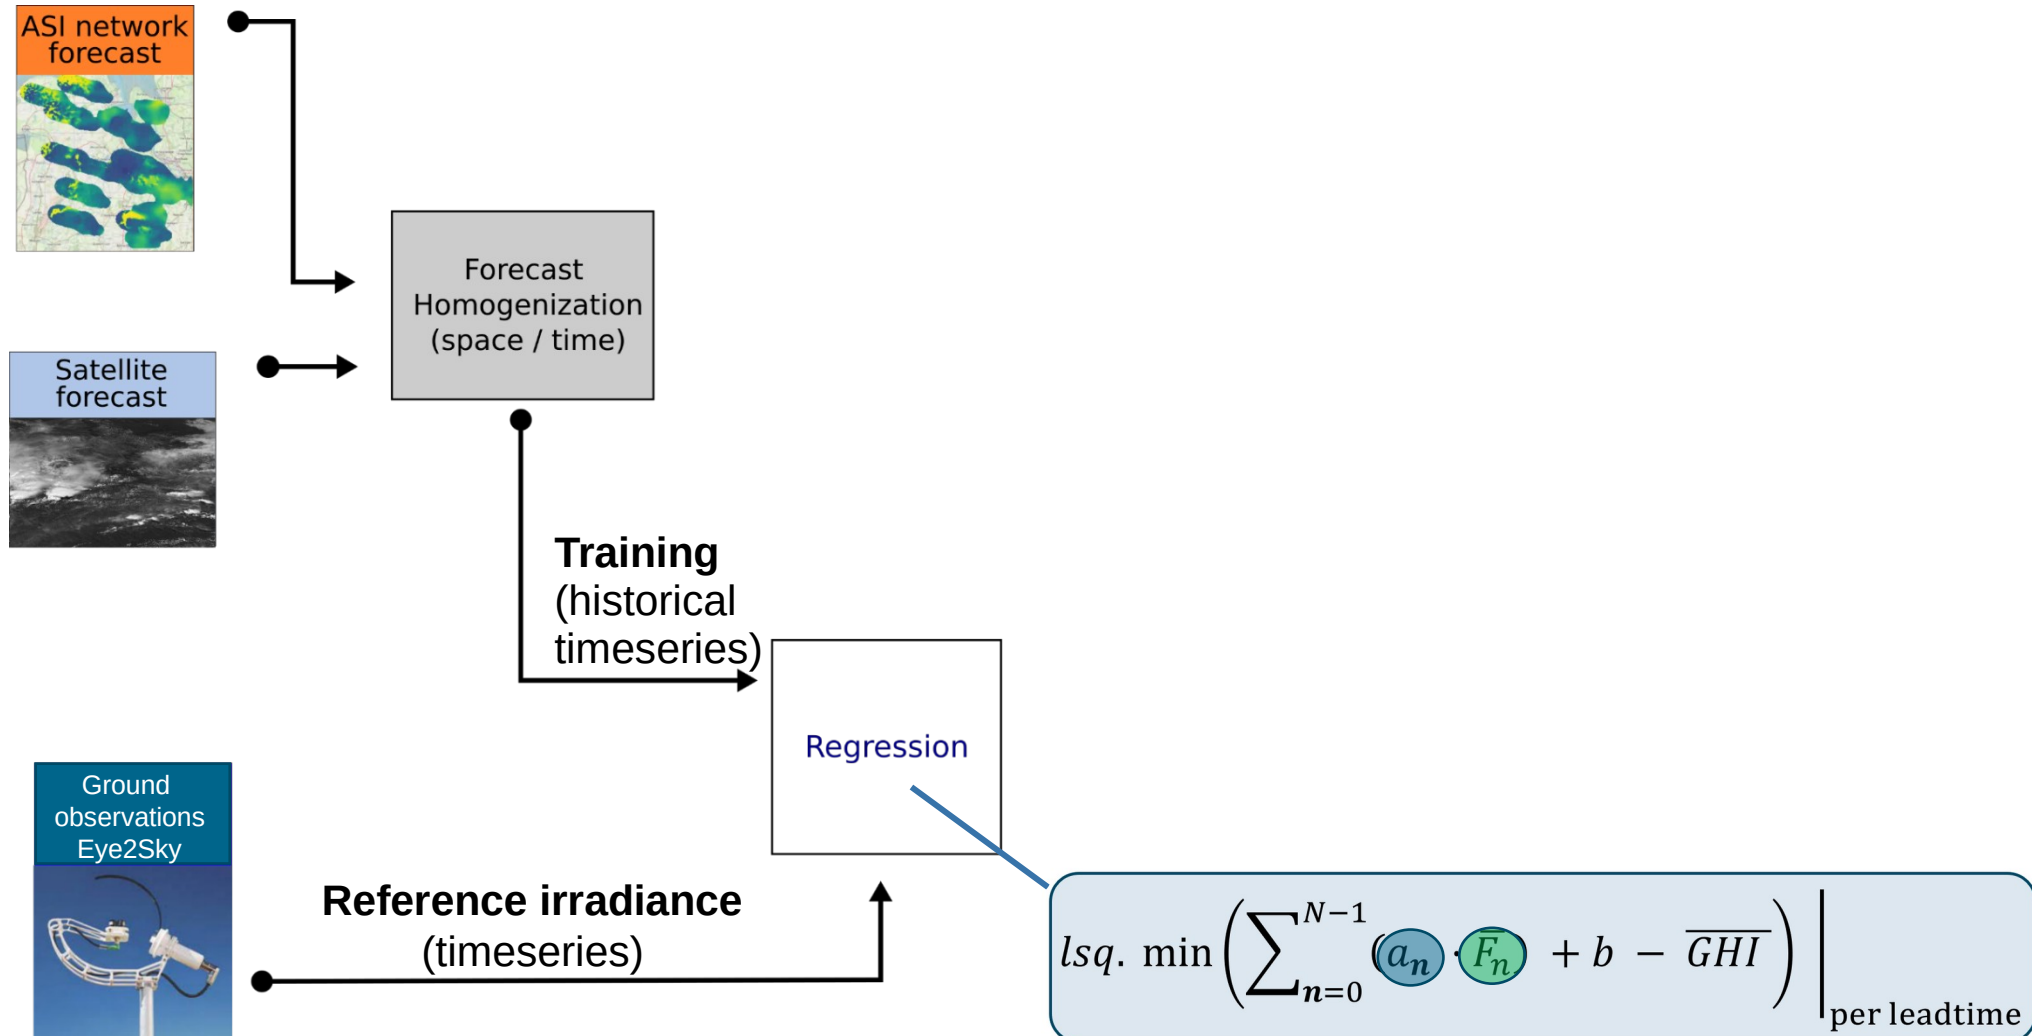 ASI network
forecast
Forecast
Homogenization
(space / time)
Satellite
forecast
Training
(historical
timeseries)
Regression
Ground
observations
Eye2Sky
Reference irradiance
(timeseries)
lsq. min(∑_{n=0}^{N−1}(a_n · F̅_n) + b − \overline{GHI})|
per leadtime